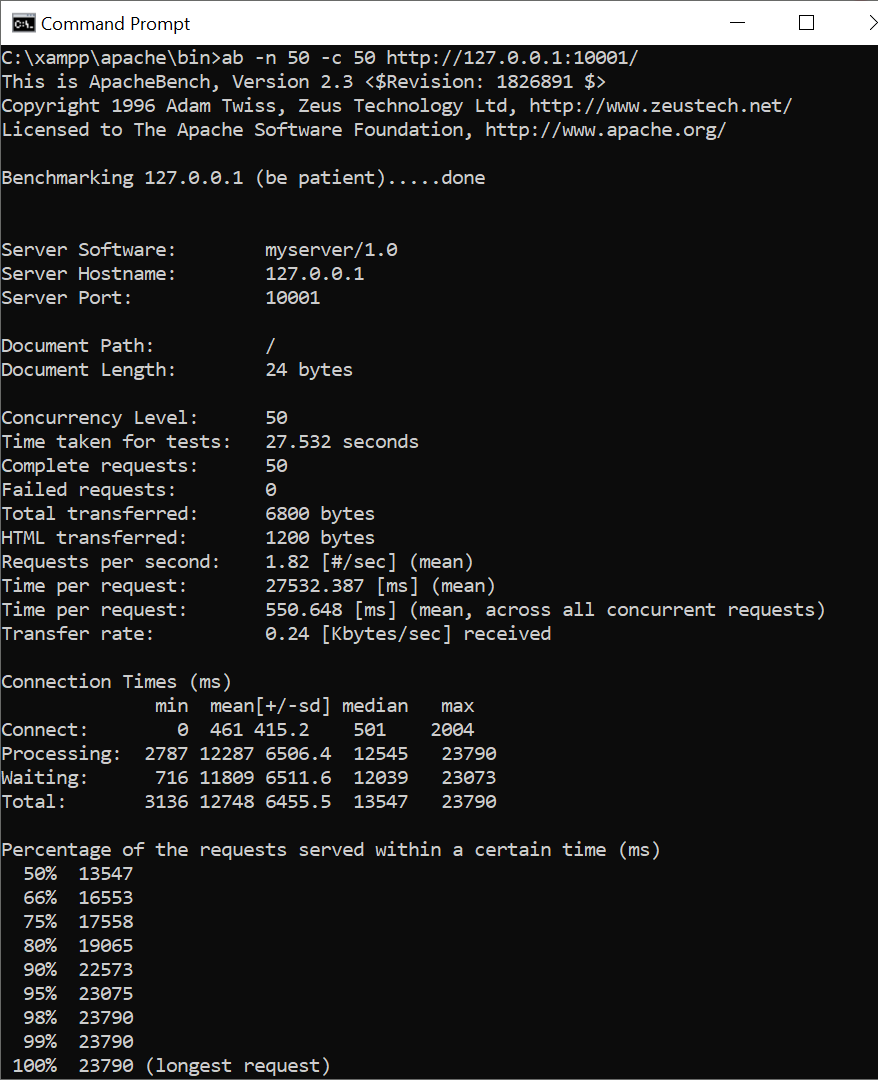 Command Prompt
C:\xampp\apache\bin>ab -n 50 -c 50 http://127.0.0.1:10001/
This is ApacheBench, Version 2.3 <$Revision: 1826891 $>
Copyright 1996 Adam Twiss, Zeus Technology Ltd, http://www.zeustech.net/
Licensed to The Apache Software Foundation, http://www.apache.org/

Benchmarking 127.0.0.1 (be patient).....done


Server Software:        myserver/1.0
Server Hostname:        127.0.0.1
Server Port:            10001

Document Path:          /
Document Length:        24 bytes

Concurrency Level:      50
Time taken for tests:   27.532 seconds
Complete requests:      50
Failed requests:        0
Total transferred:      6800 bytes
HTML transferred:       1200 bytes
Requests per second:    1.82 [#/sec] (mean)
Time per request:       27532.387 [ms] (mean)
Time per request:       550.648 [ms] (mean, across all concurrent requests)
Transfer rate:          0.24 [Kbytes/sec] received

Connection Times (ms)
              min  mean[+/-sd] median   max
Connect:        0  461 415.2    501    2004
Processing:  2787 12287 6506.4  12545   23790
Waiting:      716 11809 6511.6  12039   23073
Total:       3136 12748 6455.5  13547   23790

Percentage of the requests served within a certain time (ms)
  50%  13547
  66%  16553
  75%  17558
  80%  19065
  90%  22573
  95%  23075
  98%  23790
  99%  23790
 100%  23790 (longest request)